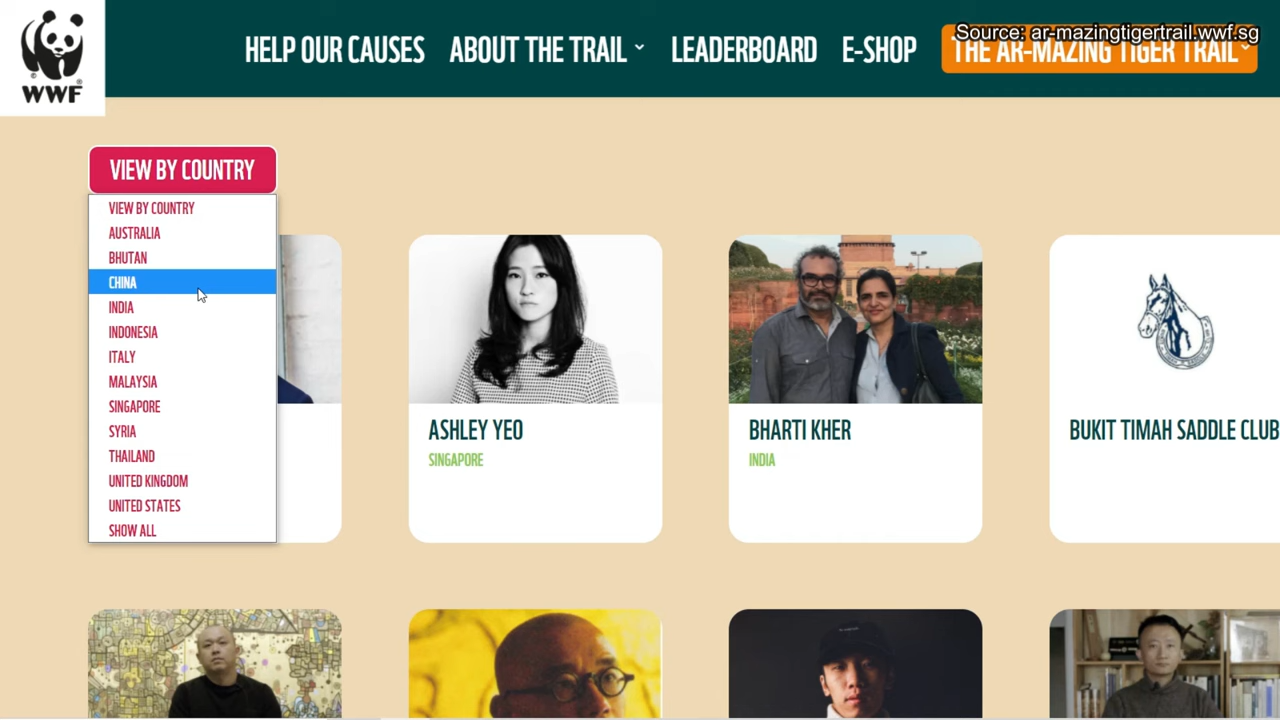 WWF
HELP OUR CAUSES
ABOUT THE TRAIL
LEADERBOARD
E-SHOP
Source: ar-mazingtigertrail.wwf.sg
THE AR-MAZING TIGER TRAIL
VIEW BY COUNTRY
VIEW BY COUNTRY
AUSTRALIA
BHUTAN
CHINA
INDIA
INDONESIA
ITALY
MALAYSIA
SINGAPORE
SYRIA
THAILAND
UNITED KINGDOM
UNITED STATES
SHOW ALL
ASHLEY YEO
SINGAPORE
BHARTI KHER
INDIA
BUKIT TIMAH SADDLE CLUB